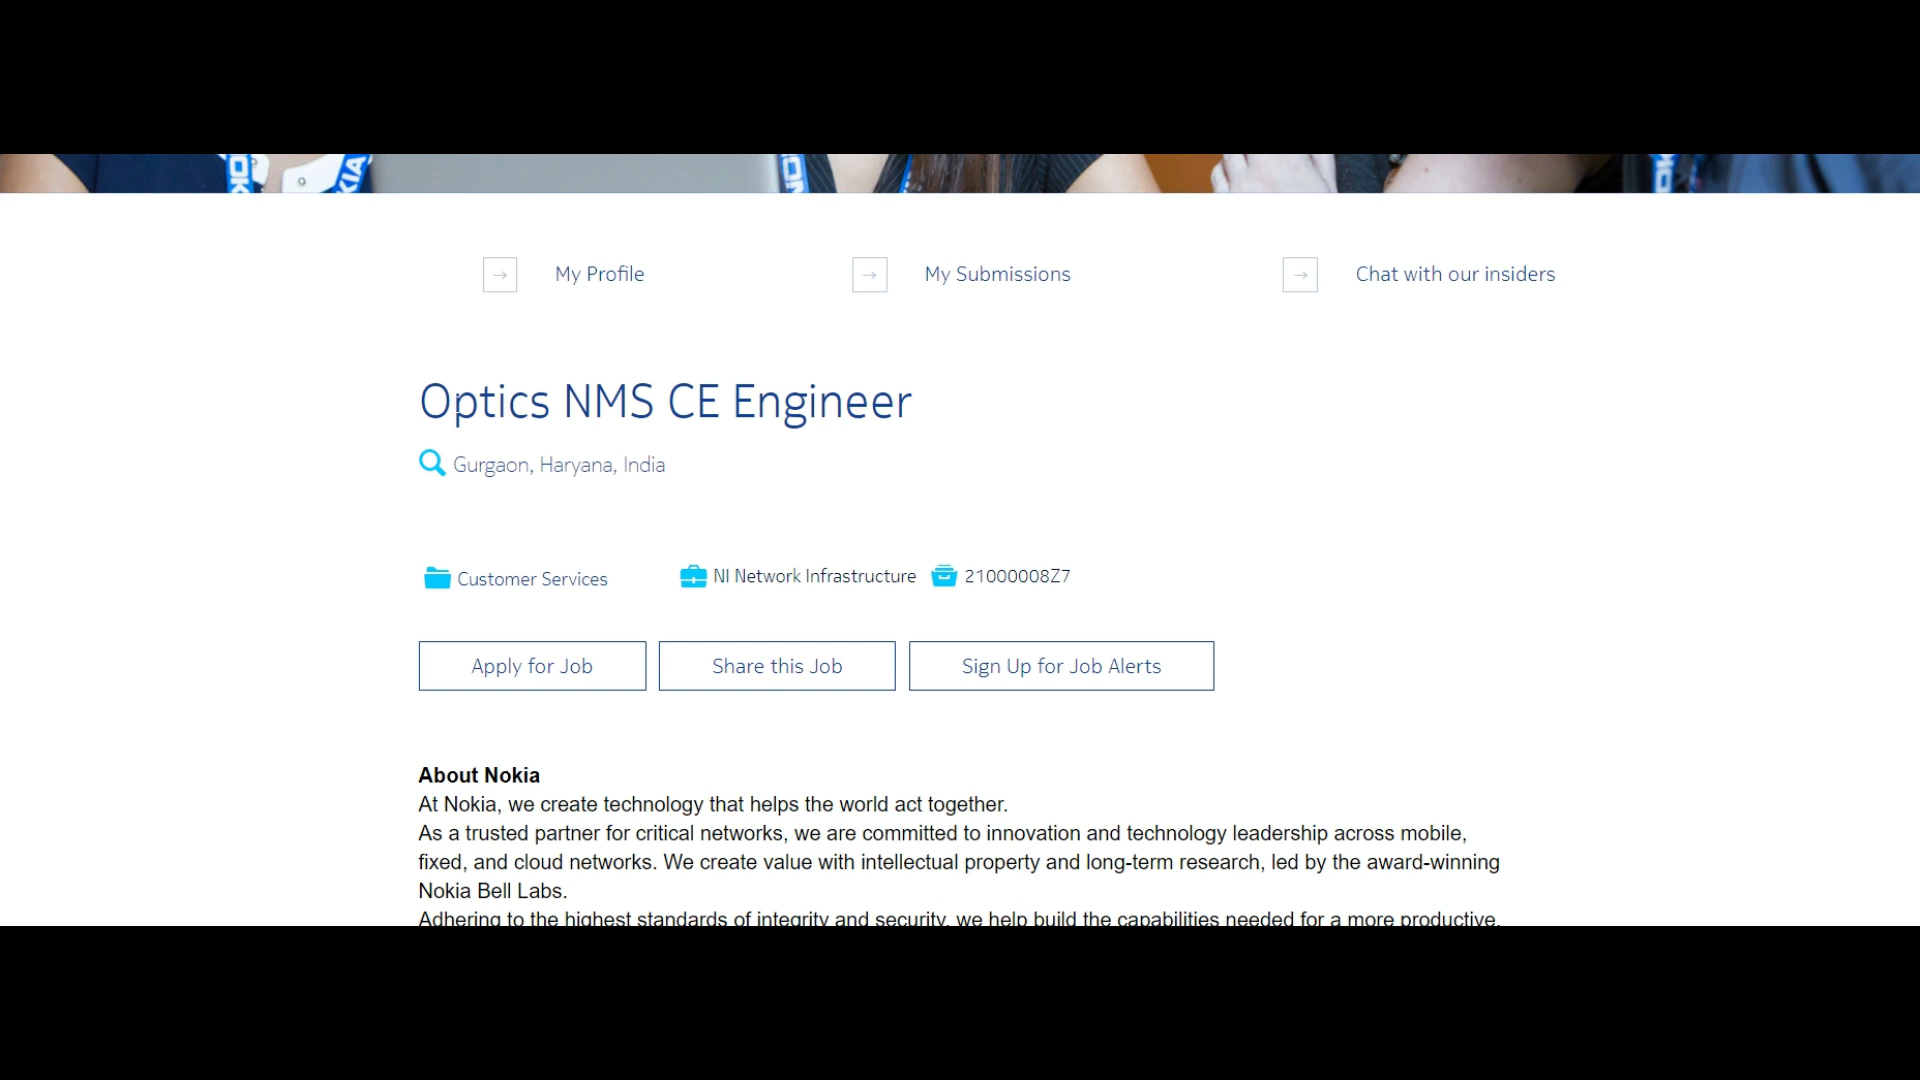 My Profile
My Submissions
Chat with our insiders
Optics NMS CE Engineer
Gurgaon, Haryana, India
Customer Services
NI Network Infrastructure
21000008Z7
Apply for Job
Share this Job
Sign Up for Job Alerts
About Nokia
At Nokia, we create technology that helps the world act together.
As a trusted partner for critical networks, we are committed to innovation and technology leadership across mobile,
fixed, and cloud networks. We create value with intellectual property and long-term research, led by the award-winning
Nokia Bell Labs.
Adhering to the highest standards of integrity and security, we help build the capabilities needed for a more productive,